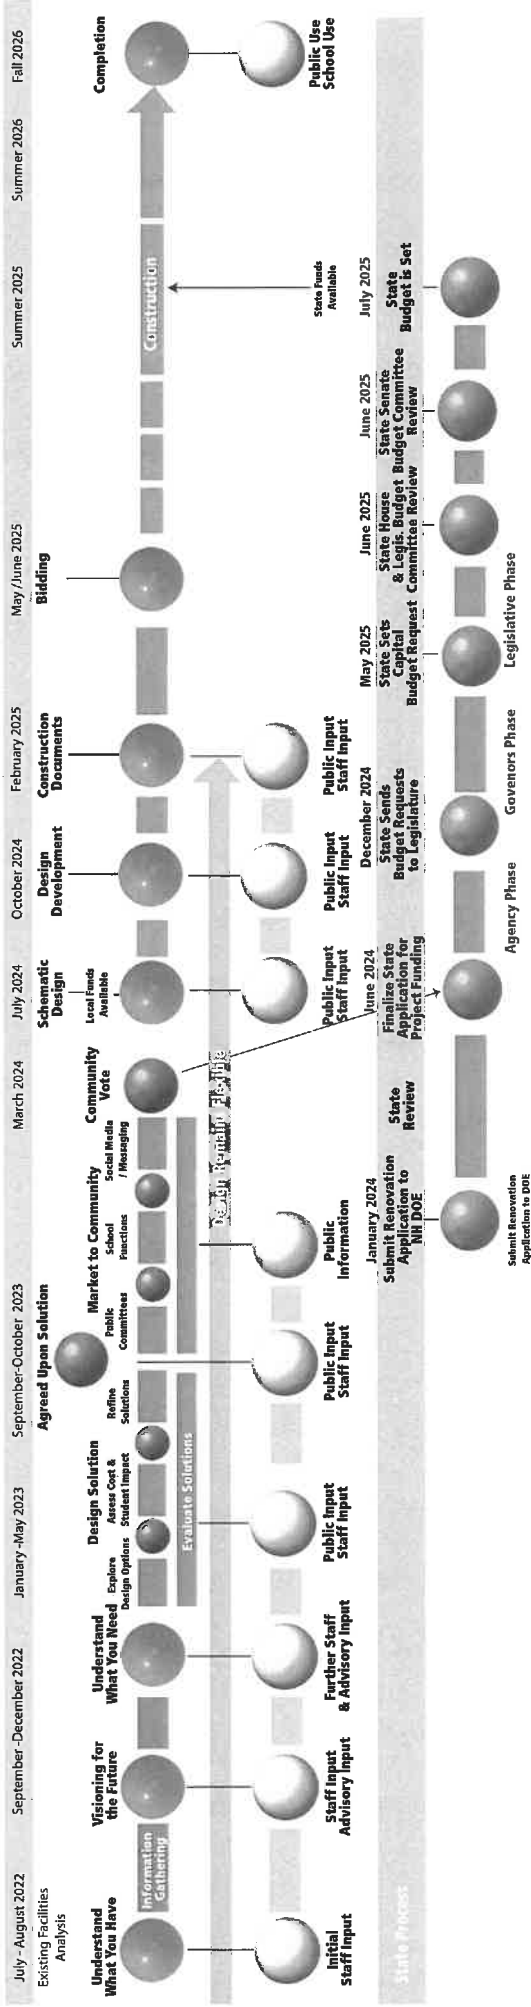 July - August 2022
September -December 2022
January -May 2023
September-October 2023
March 2024
July 2024
October 2024
February 2025
May /June 2025
Summer 2025
Summer 2026
Fall 2026
Existing Facilities
Analysis
Understand
What You Have
Information
Gathering
Visioning for
the Future
Understand
What You Need
Design Solution
Explore
Design Options
Assess Cost &
Student Impact
Refine
Solutions
Evaluate Solutions
Agreed Upon Solution
Market to Community
Public
Committees
School
Functions
Social Media
/ Messaging
Community
Vote
Schematic
Design
Local Funds
Available
Design
Development
Construction
Documents
Bidding
Construction
Completion
Design Remains Flexible
Initial
Staff Input
Staff Input
Advisory Input
Further Staff
& Advisory Input
Public Input
Staff Input
Public Input
Staff Input
Public
Information
Public Input
Staff Input
Public Input
Staff Input
Public Input
Staff Input
State Funds
Available
Public Use
School Use
State Process
January 2024
Submit Renovation
Application to
NH DOE
Submit Renovation
Application to DOE
State
Review
June 2024
Finalize State
Application for
Project Funding
Agency Phase
December 2024
State Sends
Budget Requests
to Legislature
Govenors Phase
May 2025
State Sets
Capital
Budget Request
Legislative Phase
June 2025
State House
& Legis. Budget
Committee Review
June 2025
State Senate
Budget Committee
Review
July 2025
State
Budget is Set